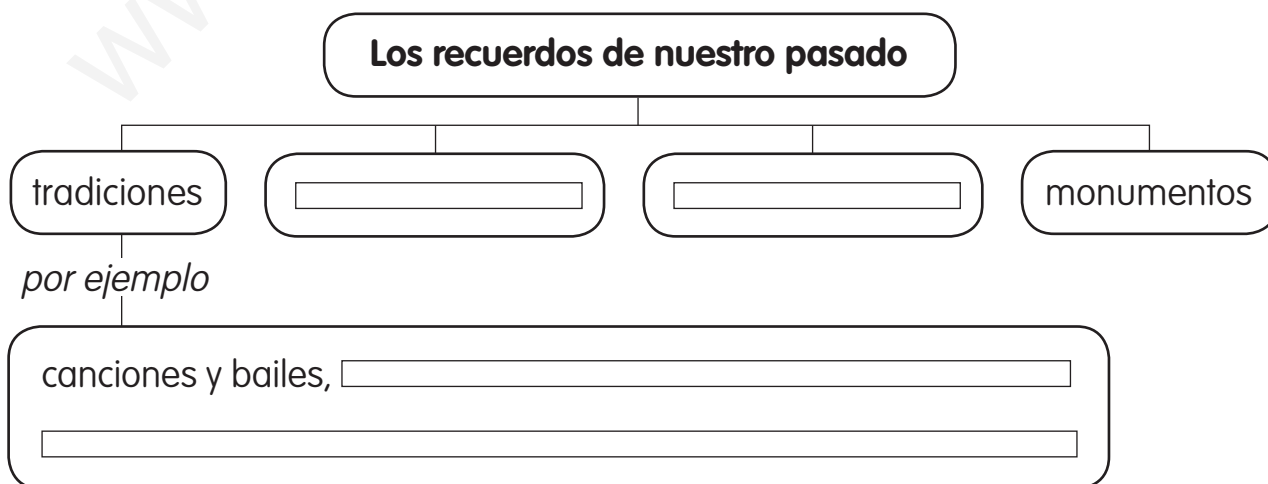 Los recuerdos de nuestro pasado
tradiciones
monumentos
por ejemplo
canciones y bailes,